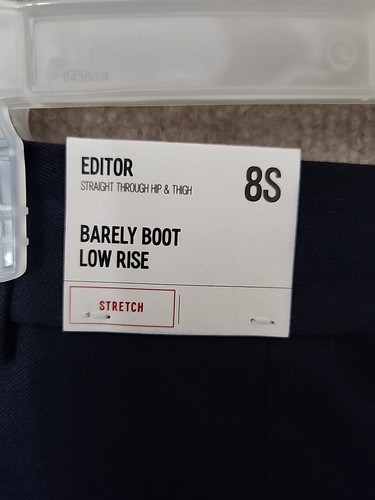 EDITOR
STRAIGHT THROUGH HIP & THIGH
8S
BARELY BOOT
LOW RISE
STRETCH